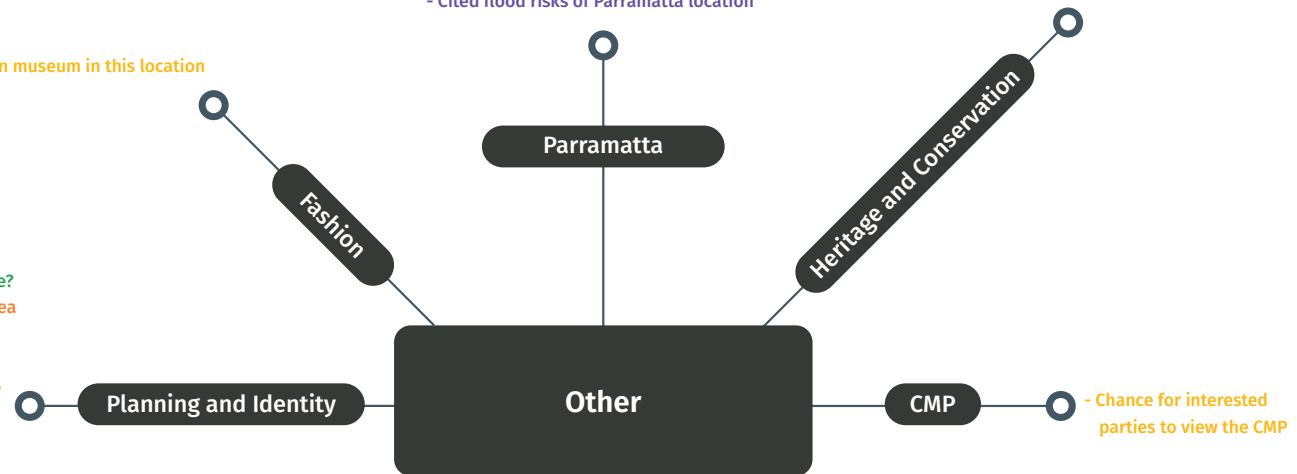 - Cited flood risks of Parramatta location
museum in this location
Parramatta
Heritage and Conservation
Fashion
Planning and Identity
Other
CMP
- Chance for interested
parties to view the CMP